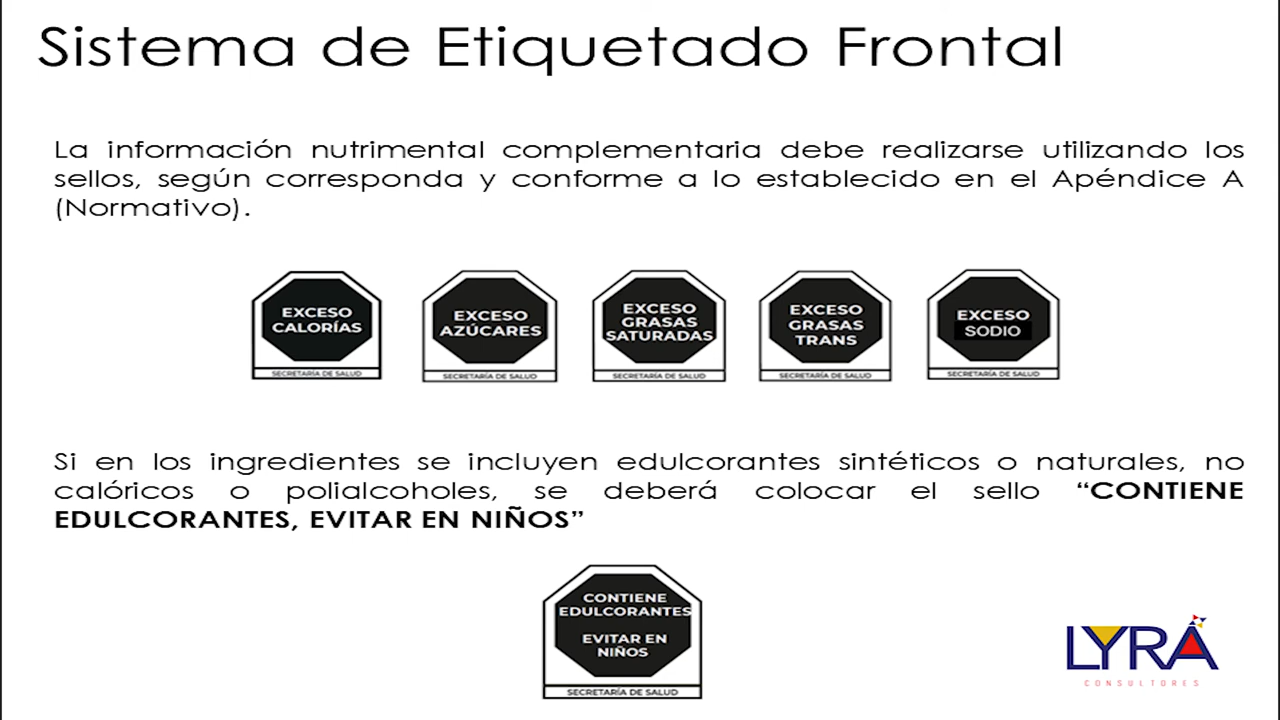 Sistema de Etiquetado Frontal
La información nutrimental complementaria debe realizarse utilizando los
sellos, según corresponda y conforme a lo establecido en el Apéndice A
(Normativo).
EXCESO
CALORÍAS
SECRETARÍA DE SALUD
EXCESO
AZÚCARES
SECRETARÍA DE SALUD
EXCESO
GRASAS
SATURADAS
SECRETARÍA DE SALUD
EXCESO
GRASAS
TRANS
SECRETARÍA DE SALUD
EXCESO
SODIO
SECRETARÍA DE SALUD
Si en los ingredientes se incluyen edulcorantes sintéticos o naturales, no
calóricos o polialcoholes, se deberá colocar el sello “CONTIENE
EDULCORANTES, EVITAR EN NIÑOS”
CONTIENE
EDULCORANTES
EVITAR EN
NIÑOS
SECRETARÍA DE SALUD
LYRA
CONSULTORES